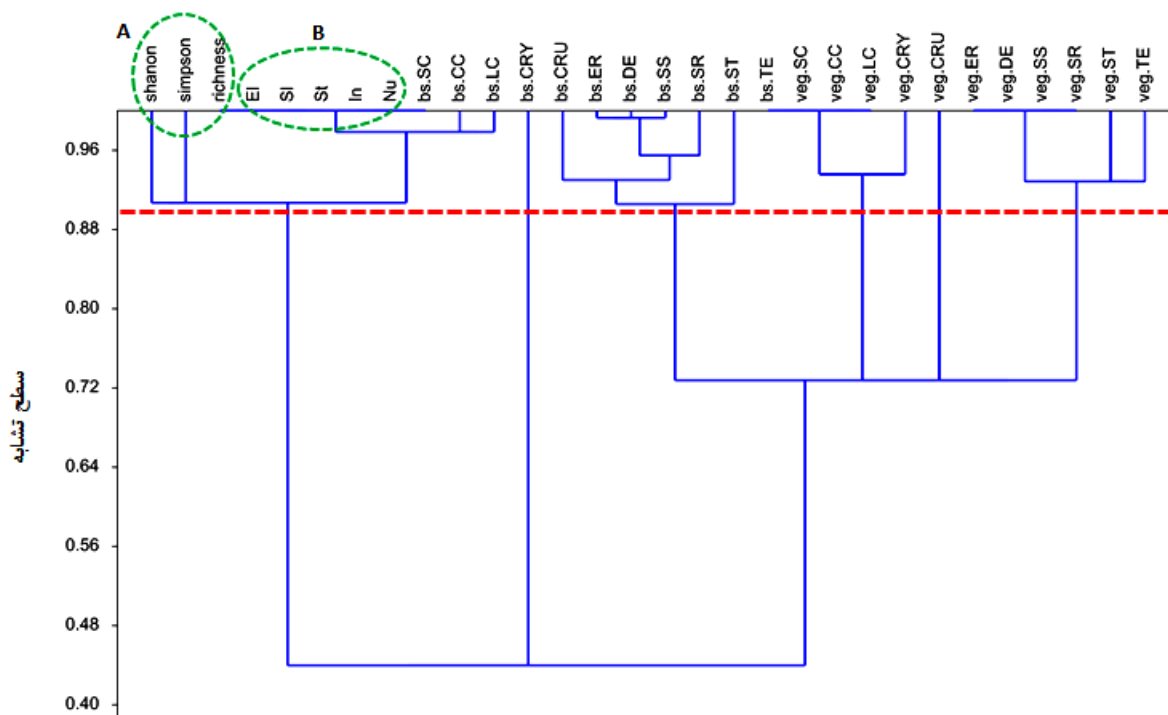 A
B
shanon
simpson
richness
El
Sl
St
In
Nu
bs.SC
bs.CC
bs.LC
bs.CRY
bs.CRU
bs.ER
bs.DE
bs.SS
bs.SR
bs.ST
bs.TE
veg.SC
veg.CC
veg.LC
veg.CRY
veg.CRU
veg.ER
veg.DE
veg.SS
veg.SR
veg.ST
veg.TE
0.96
0.88
0.80
0.72
0.64
0.56
0.48
0.40
سطح تشابه